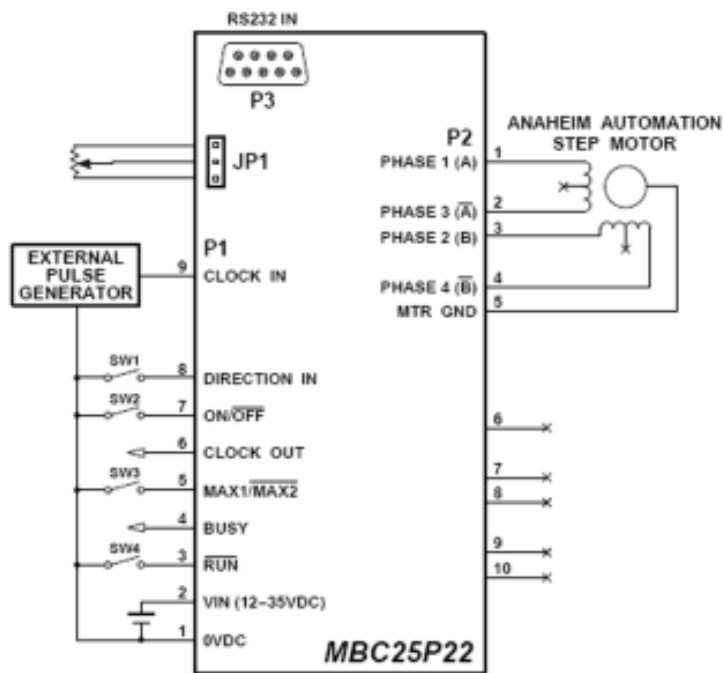 RS232 IN
P3
JP1
P2
ANAHEIM AUTOMATION
STEP MOTOR
PHASE 1 (A)
1
PHASE 3 (A̅)
2
PHASE 2 (B)
3
PHASE 4 (B̅)
4
MTR GND
5
P1
EXTERNAL
PULSE
GENERATOR
9
CLOCK IN
SW1
8
DIRECTION IN
SW2
7
ON/O̅F̅F̅
6
CLOCK OUT
SW3
5
MAX1/M̅A̅X̅2̅
4
BUSY
SW4
3
R̅U̅N̅
2
VIN (12–35VDC)
1
0VDC
6
7
8
9
10
MBC25P22